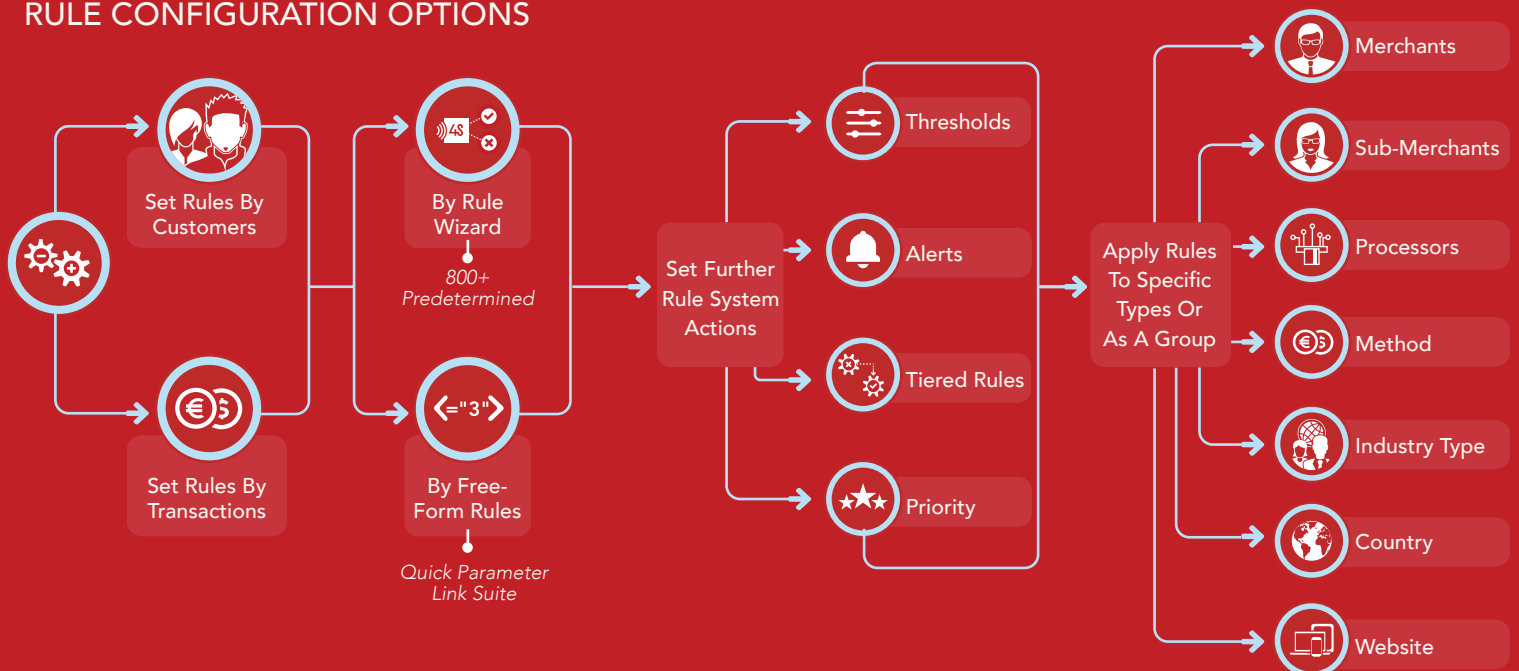 RULE CONFIGURATION OPTIONS
Set Rules By
Customers
Set Rules By
Transactions
4S
By Rule
Wizard
800+
Predetermined
<="3">
By Free-
Form Rules
Quick Parameter
Link Suite
Set Further
Rule System
Actions
Thresholds
Alerts
Tiered Rules
Priority
Apply Rules
To Specific
Types Or
As A Group
Merchants
Sub-Merchants
Processors
Method
Industry Type
Country
Website